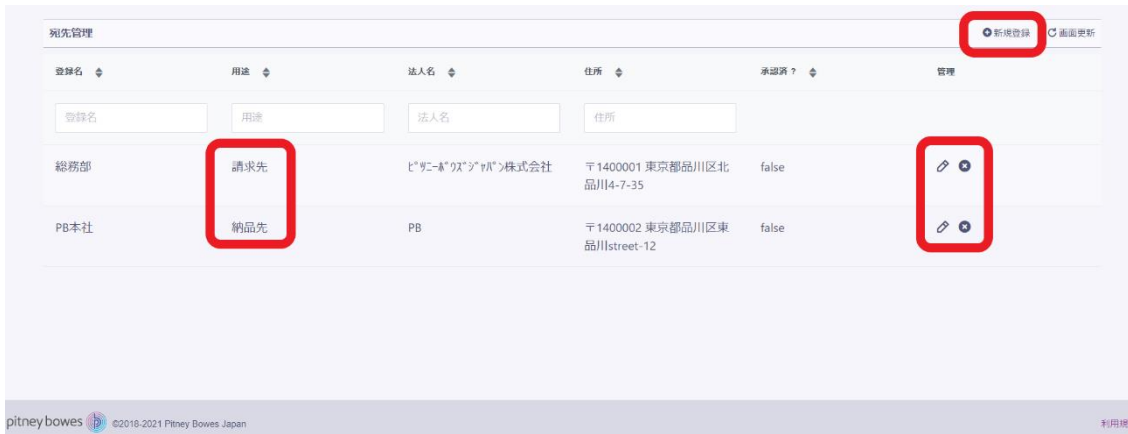 宛先管理
新規登録 画面更新
登録名 用途 法人名 住所 承認済？ 管理
登録名 用途 法人名 住所
総務部 請求先 ﾋﾟﾂﾆｰﾎﾞｳｽﾞｼﾞｬﾊﾟﾝ株式会社 〒1400001 東京都品川区北 false
品川4-7-35
PB本社 納品先 PB 〒1400002 東京都品川区東 false
品川street-12
pitney bowes ©2018-2021 Pitney Bowes Japan 利用規